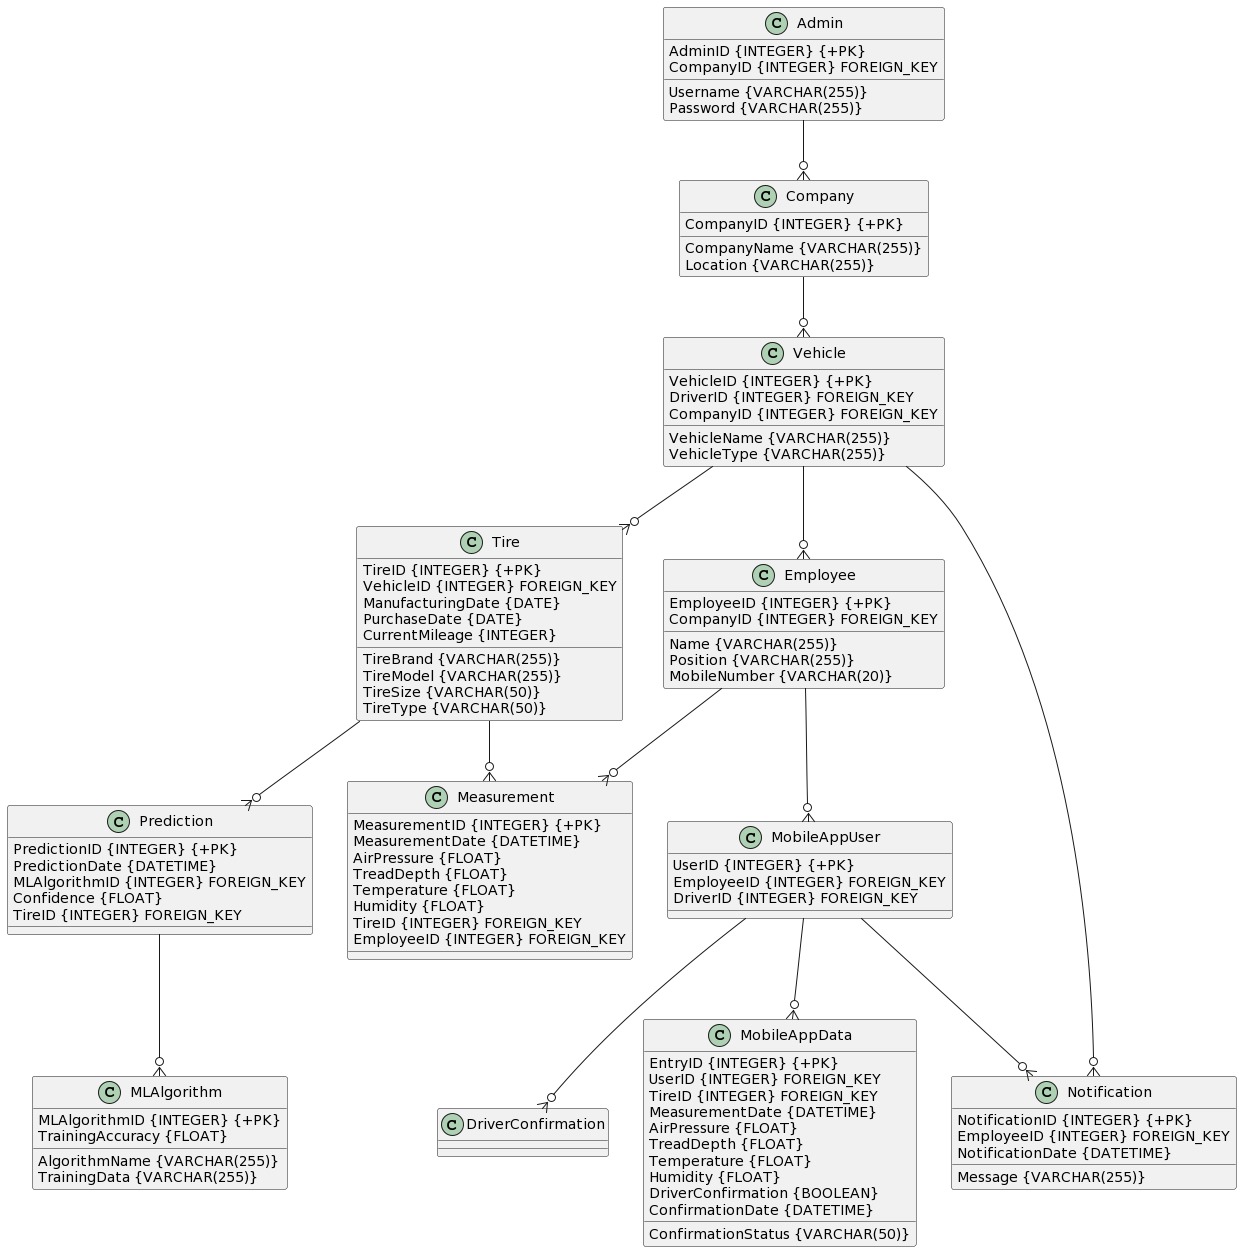 C Admin
AdminID {INTEGER} {+PK}
CompanyID {INTEGER} FOREIGN_KEY
Username {VARCHAR(255)}
Password {VARCHAR(255)}
C Company
CompanyID {INTEGER} {+PK}
CompanyName {VARCHAR(255)}
Location {VARCHAR(255)}
C Vehicle
VehicleID {INTEGER} {+PK}
DriverID {INTEGER} FOREIGN_KEY
CompanyID {INTEGER} FOREIGN_KEY
VehicleName {VARCHAR(255)}
VehicleType {VARCHAR(255)}
C Tire
TireID {INTEGER} {+PK}
VehicleID {INTEGER} FOREIGN_KEY
ManufacturingDate {DATE}
PurchaseDate {DATE}
CurrentMileage {INTEGER}
TireBrand {VARCHAR(255)}
TireModel {VARCHAR(255)}
TireSize {VARCHAR(50)}
TireType {VARCHAR(50)}
C Employee
EmployeeID {INTEGER} {+PK}
CompanyID {INTEGER} FOREIGN_KEY
Name {VARCHAR(255)}
Position {VARCHAR(255)}
MobileNumber {VARCHAR(20)}
C Prediction
PredictionID {INTEGER} {+PK}
PredictionDate {DATETIME}
MLAlgorithmID {INTEGER} FOREIGN_KEY
Confidence {FLOAT}
TireID {INTEGER} FOREIGN_KEY
C Measurement
MeasurementID {INTEGER} {+PK}
MeasurementDate {DATETIME}
AirPressure {FLOAT}
TreadDepth {FLOAT}
Temperature {FLOAT}
Humidity {FLOAT}
TireID {INTEGER} FOREIGN_KEY
EmployeeID {INTEGER} FOREIGN_KEY
C MobileAppUser
UserID {INTEGER} {+PK}
EmployeeID {INTEGER} FOREIGN_KEY
DriverID {INTEGER} FOREIGN_KEY
C MLAlgorithm
MLAlgorithmID {INTEGER} {+PK}
TrainingAccuracy {FLOAT}
AlgorithmName {VARCHAR(255)}
TrainingData {VARCHAR(255)}
C DriverConfirmation
C MobileAppData
EntryID {INTEGER} {+PK}
UserID {INTEGER} FOREIGN_KEY
TireID {INTEGER} FOREIGN_KEY
MeasurementDate {DATETIME}
AirPressure {FLOAT}
TreadDepth {FLOAT}
Temperature {FLOAT}
Humidity {FLOAT}
DriverConfirmation {BOOLEAN}
ConfirmationDate {DATETIME}
ConfirmationStatus {VARCHAR(50)}
C Notification
NotificationID {INTEGER} {+PK}
EmployeeID {INTEGER} FOREIGN_KEY
NotificationDate {DATETIME}
Message {VARCHAR(255)}